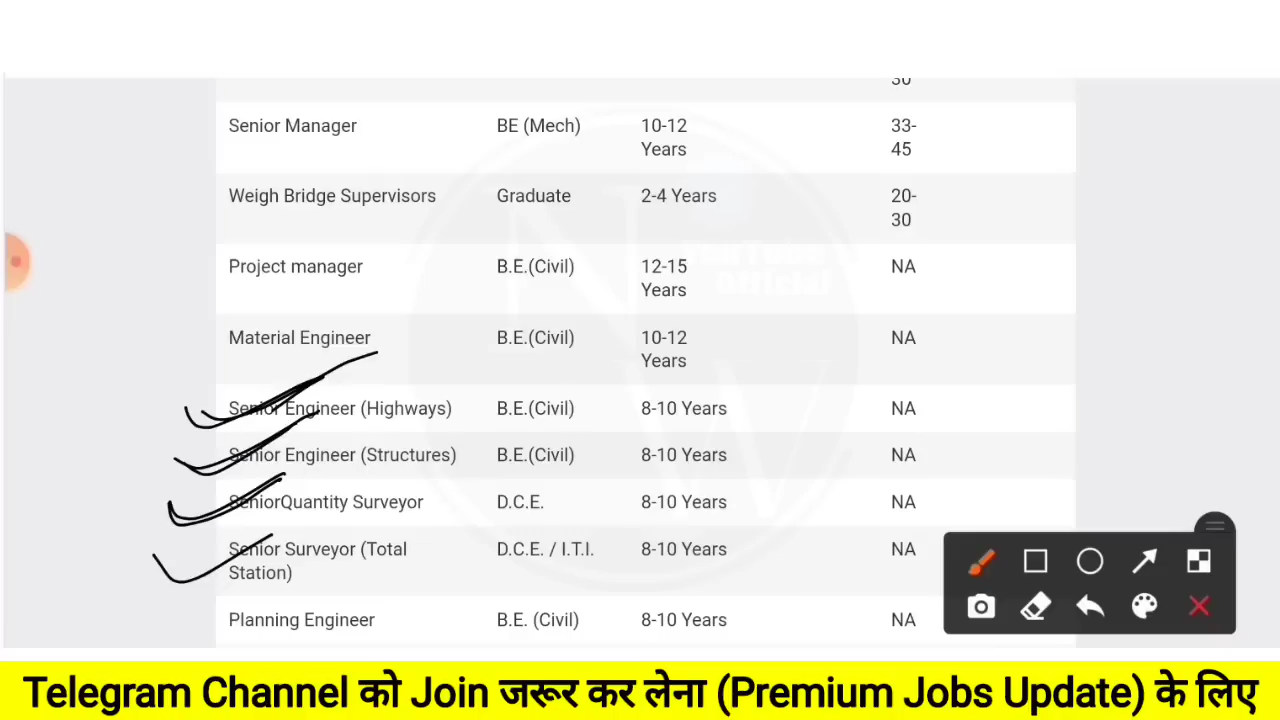 30
Senior Manager BE (Mech) 10-12 33-
Years 45
Weigh Bridge Supervisors Graduate 2-4 Years 20-
30
Project manager B.E.(Civil) 12-15 NA
Years
Material Engineer B.E.(Civil) 10-12 NA
Years
Senior Engineer (Highways) B.E.(Civil) 8-10 Years NA
Senior Engineer (Structures) B.E.(Civil) 8-10 Years NA
SeniorQuantity Surveyor D.C.E. 8-10 Years NA
Senior Surveyor (Total D.C.E. / I.T.I. 8-10 Years NA
Station)
Planning Engineer B.E. (Civil) 8-10 Years NA
YouTube
Official
NW
Telegram Channel को Join जरूर कर लेना (Premium Jobs Update) के लिए